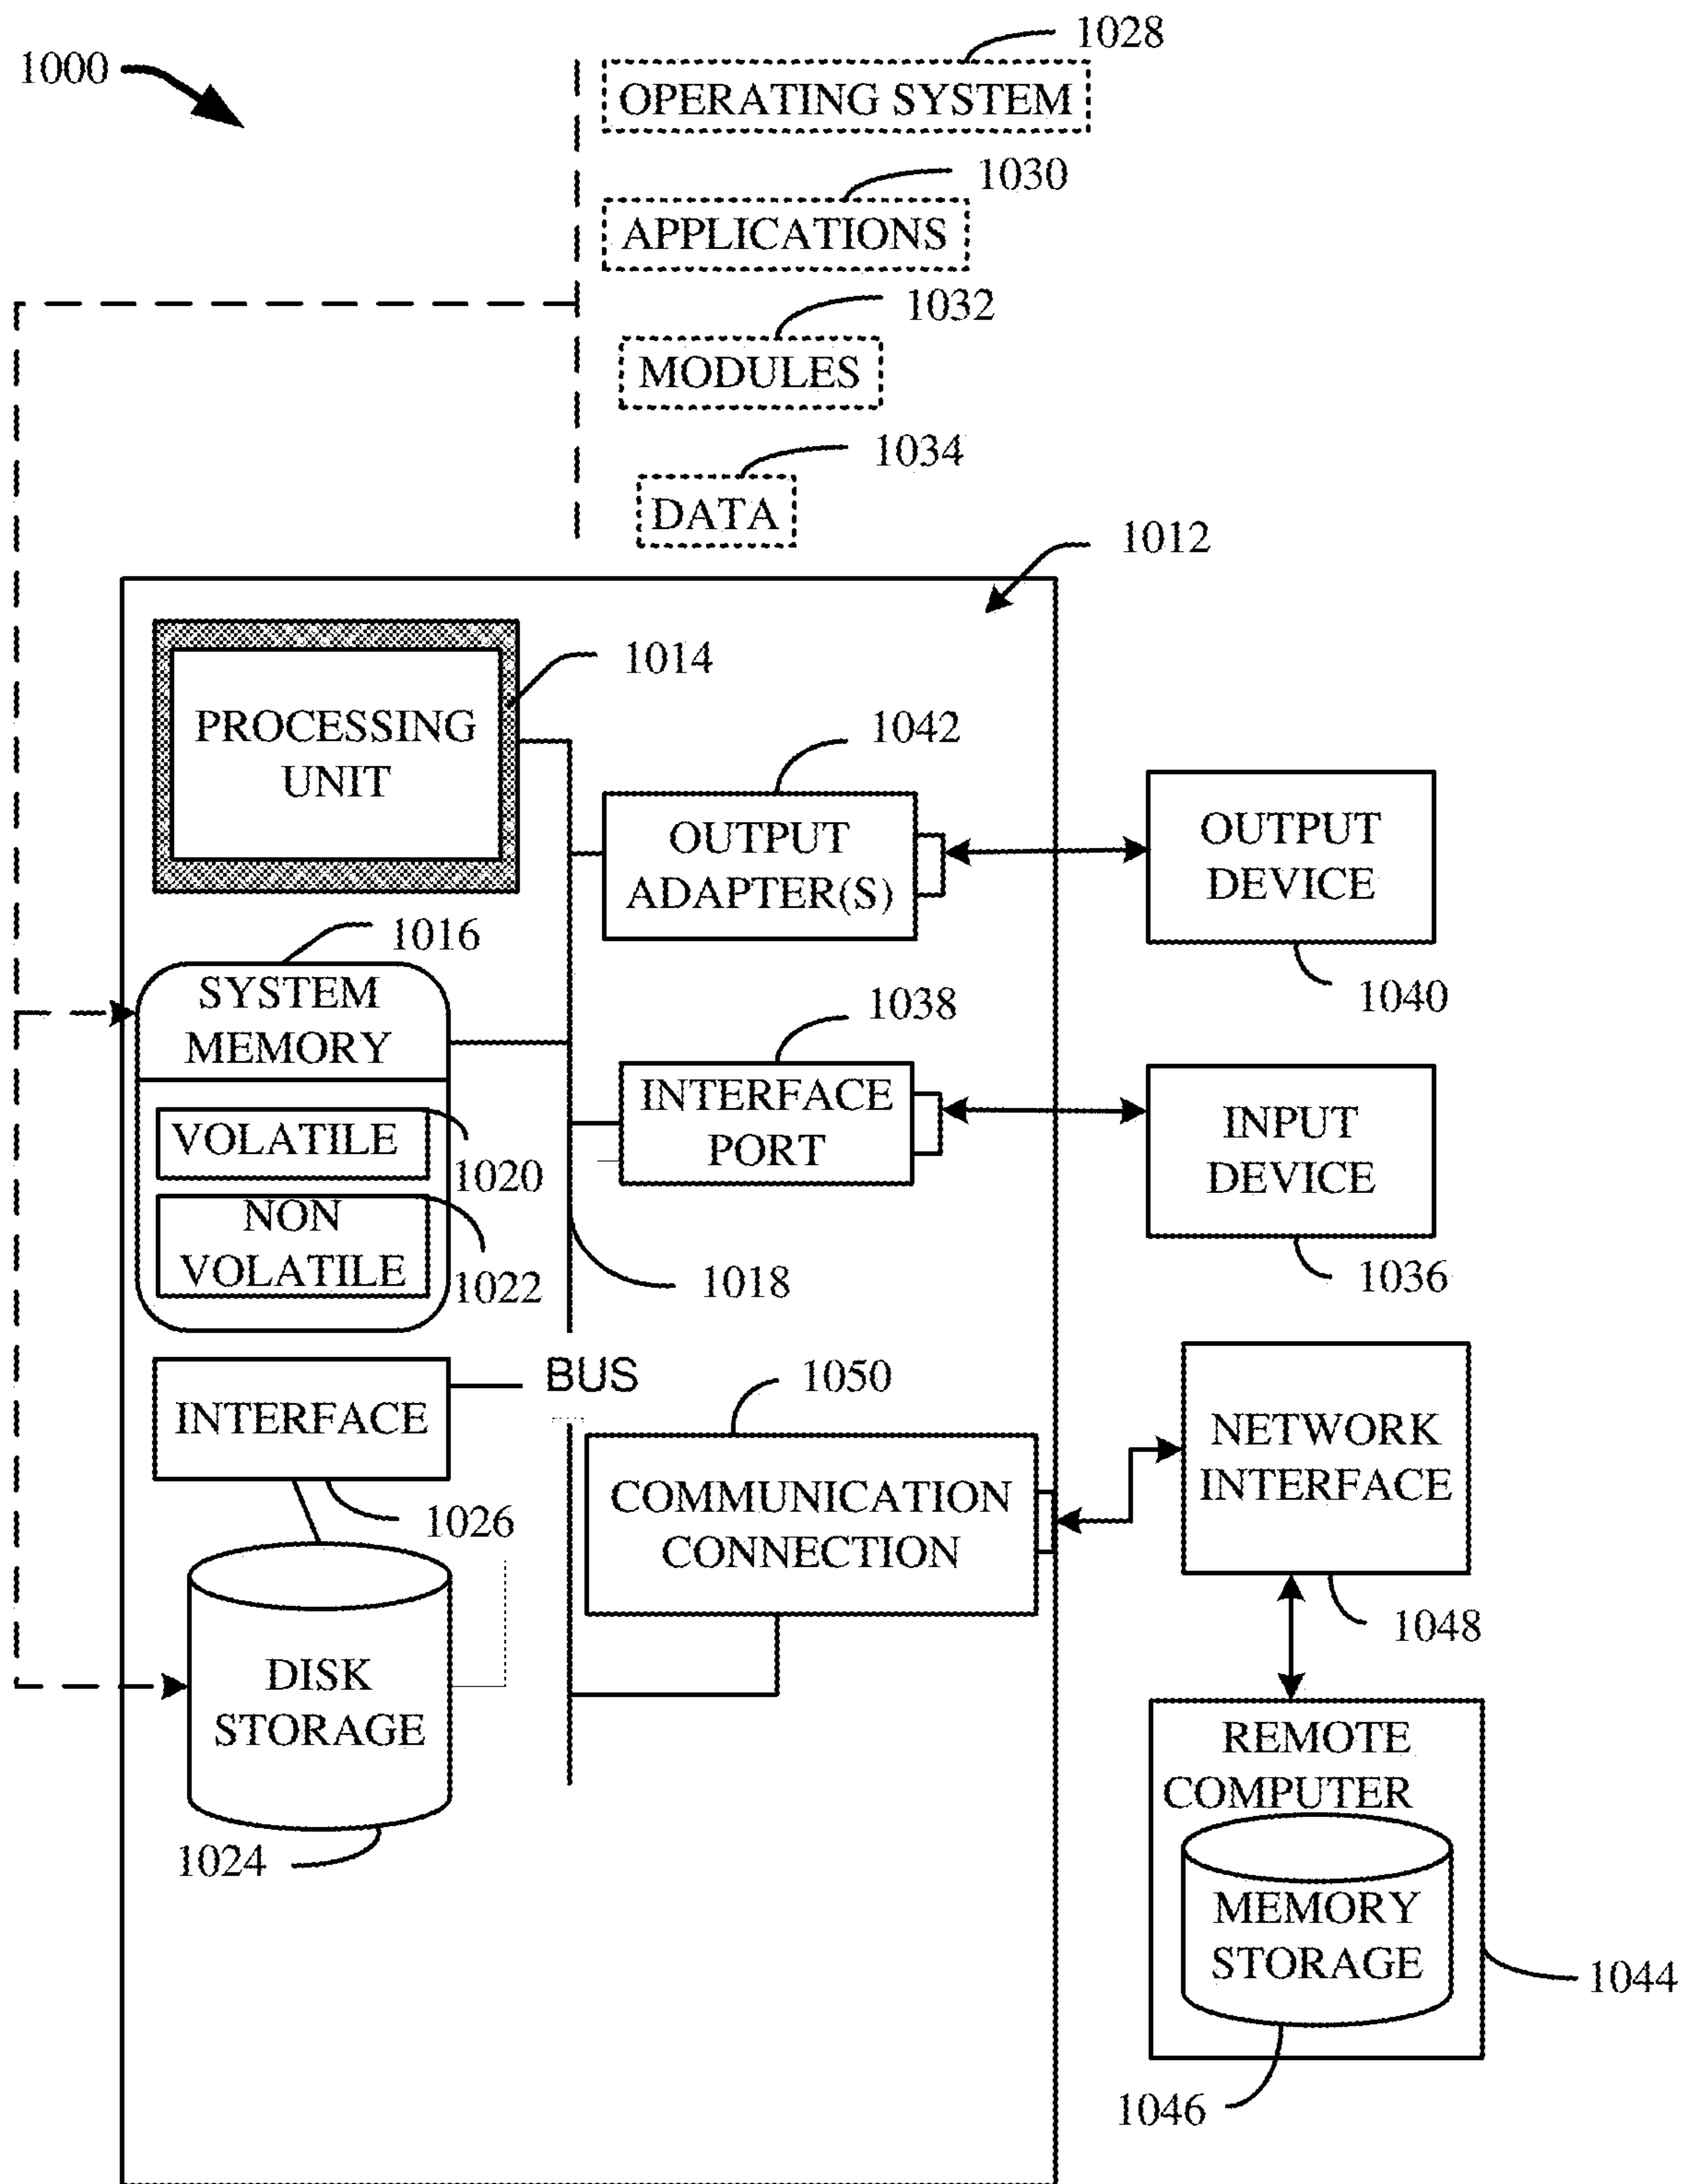 1000
1028
OPERATING SYSTEM
1030
APPLICATIONS
1032
MODULES
1034
DATA
1012
PROCESSING
UNIT
1014
1042
OUTPUT
ADAPTER(S)
OUTPUT
DEVICE
1040
1016
SYSTEM
MEMORY
VOLATILE
1020
NON
VOLATILE
1022
1038
INTERFACE
PORT
INPUT
DEVICE
1036
1018
BUS
INTERFACE
1026
1050
COMMUNICATION
CONNECTION
NETWORK
INTERFACE
1048
DISK
STORAGE
1024
REMOTE
COMPUTER
MEMORY
STORAGE
1044
1046